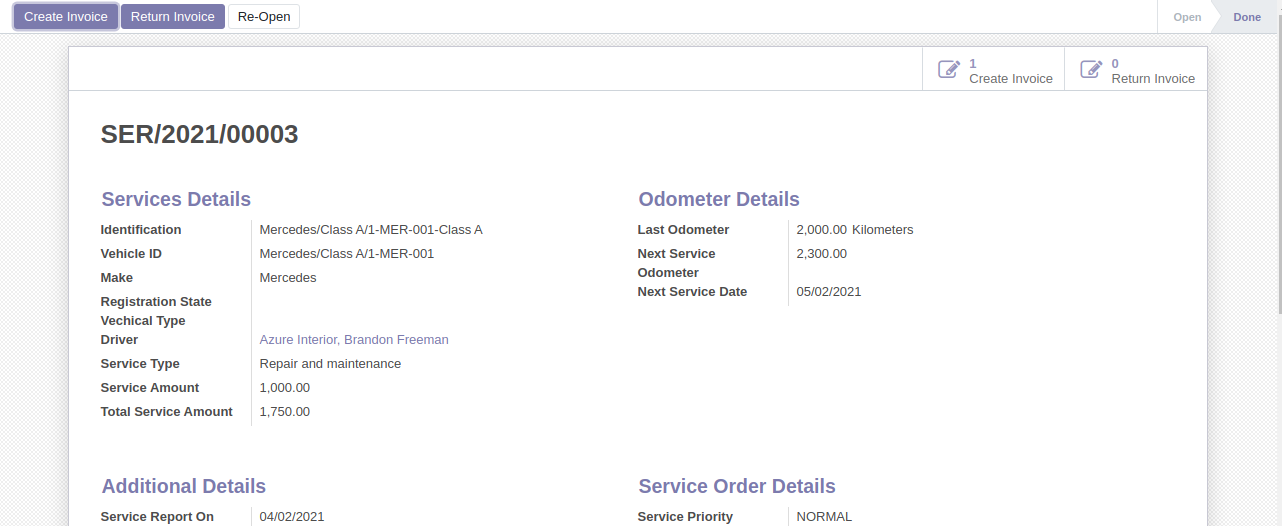 Create Invoice Return Invoice Re-Open Open Done
1 Create Invoice
0 Return Invoice
SER/2021/00003
Services Details
Identification Mercedes/Class A/1-MER-001-Class A
Vehicle ID Mercedes/Class A/1-MER-001
Make Mercedes
Registration State
Vechical Type
Driver Azure Interior, Brandon Freeman
Service Type Repair and maintenance
Service Amount 1,000.00
Total Service Amount 1,750.00
Odometer Details
Last Odometer 2,000.00 Kilometers
Next Service Odometer 2,300.00
Next Service Date 05/02/2021
Additional Details
Service Report On 04/02/2021
Service Order Details
Service Priority NORMAL